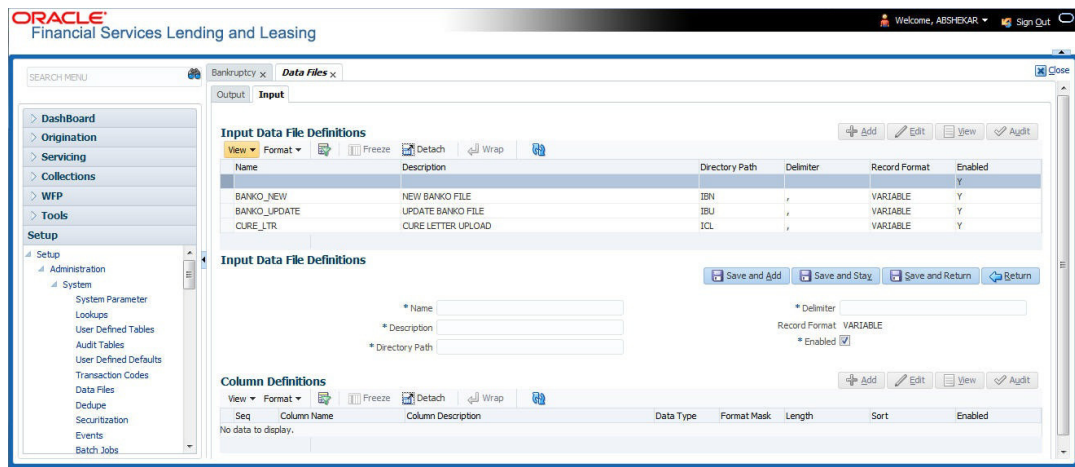 ORACLE
Financial Services Lending and Leasing
Welcome, ABSHEKAR
Sign Out
SEARCH MENU
Bankruptcy x Data Files x
Close
Output Input
DashBoard
Origination
Servicing
Collections
WFP
Tools
Setup
Setup
Administration
System
System Parameter
Lookups
User Defined Tables
Audit Tables
User Defined Defaults
Transaction Codes
Data Files
Dedupe
Securitization
Events
Batch Jobs
Input Data File Definitions
Add Edit View Audit
View Format Freeze Detach Wrap
Name Description Directory Path Delimiter Record Format Enabled
Y
BANKO_NEW NEW BANKO FILE IBN , VARIABLE Y
BANKO_UPDATE UPDATE BANKO FILE IBU , VARIABLE Y
CURE_LTR CURE LETTER UPLOAD ICL , VARIABLE Y
Input Data File Definitions
Save and Add Save and Stay Save and Return Return
* Name
* Delimiter
* Description
Record Format VARIABLE
* Directory Path
* Enabled
Column Definitions
Add Edit View Audit
View Format Freeze Detach Wrap
Seq Column Name Column Description Data Type Format Mask Length Sort Enabled
No data to display.